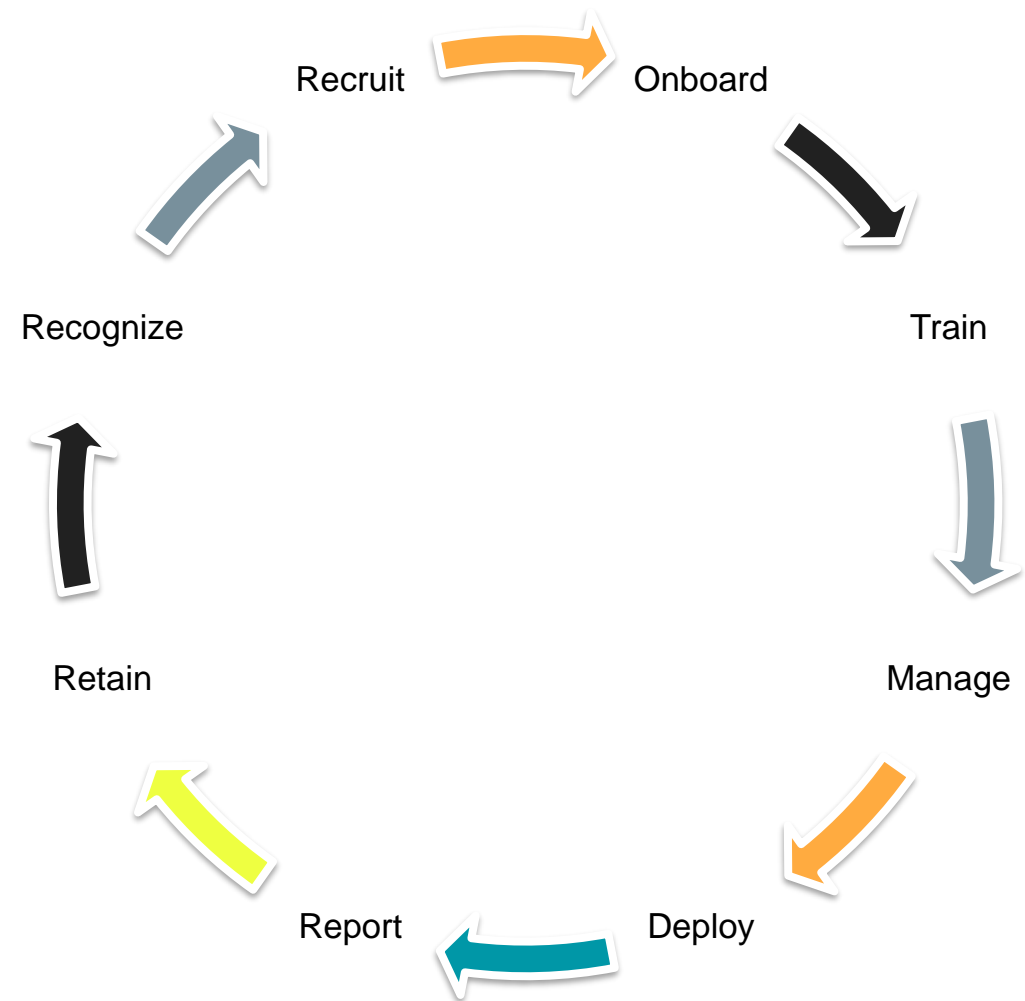 Recruit
Onboard
Train
Manage
Deploy
Report
Retain
Recognize